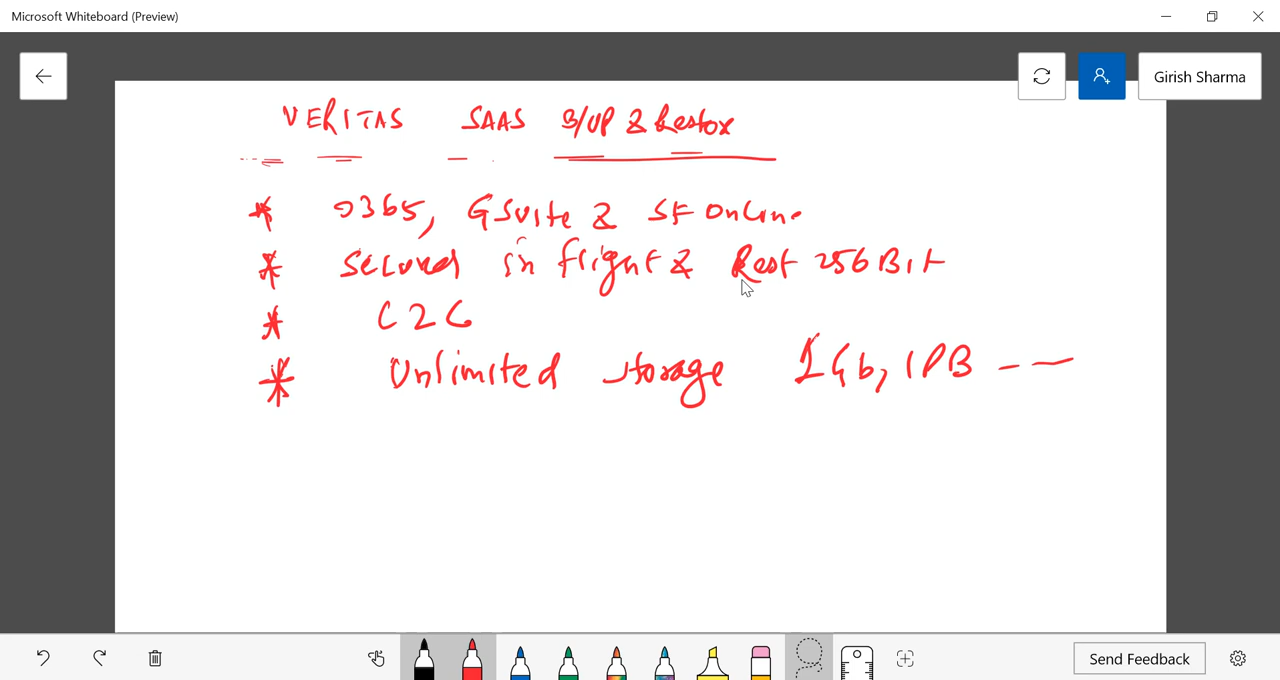 Microsoft Whiteboard (Preview)
Girish Sharma
VERITAS SAAS B/UP & Restor
* O365, GSuite & SF Online
* Secured in flight & Rest 256 Bit
* C2C
* Unlimited storage 1Gb, 1PB - —
Send Feedback